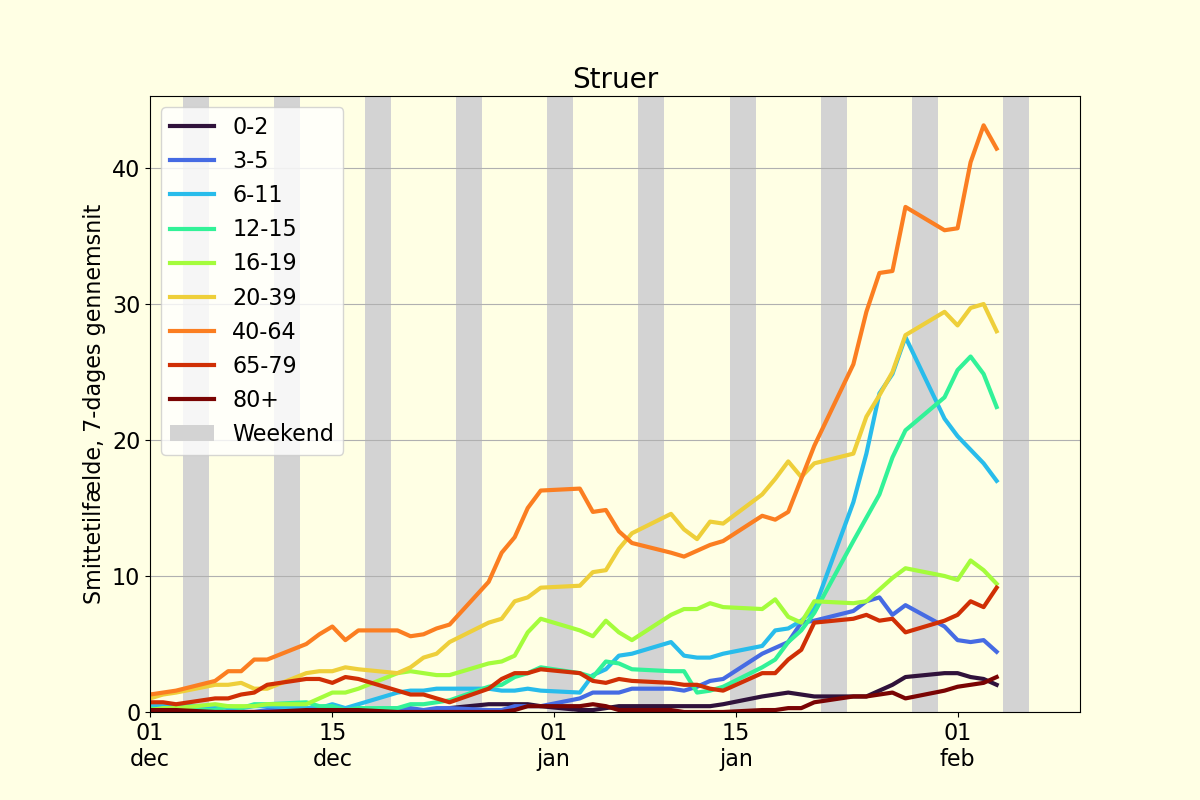 Struer
Smittetilfælde, 7-dages gennemsnit
40
30
20
10
0
0-2
3-5
6-11
12-15
16-19
20-39
40-64
65-79
80+
Weekend
01
dec
15
dec
01
jan
15
jan
01
feb